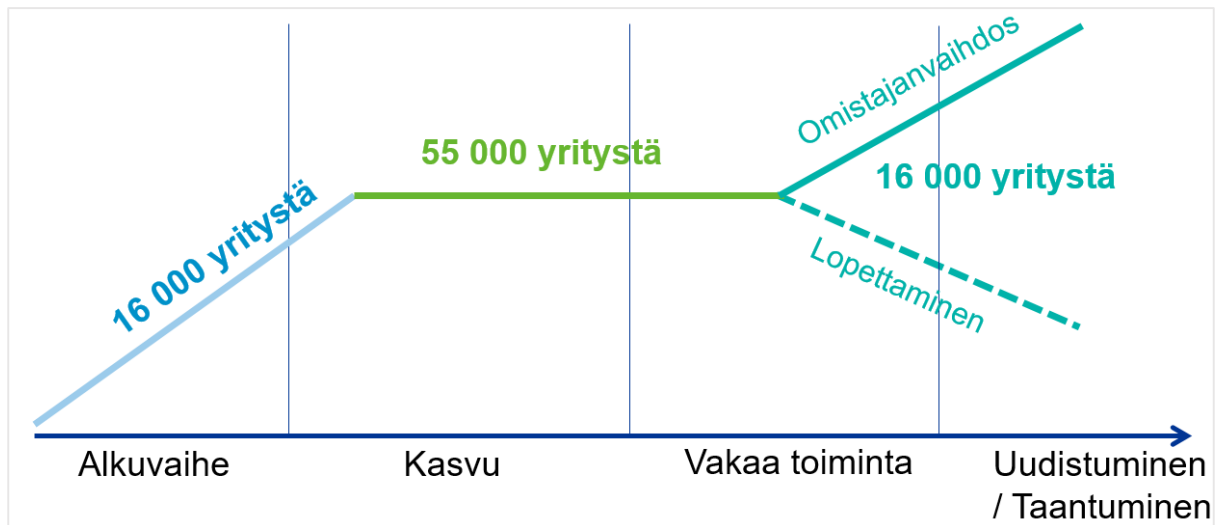 Omistajanvaihdos
55 000 yritystä
16 000 yritystä
16 000 yritystä
Lopettaminen
Alkuvaihe
Kasvu
Vakaa toiminta
Uudistuminen
/ Taantuminen